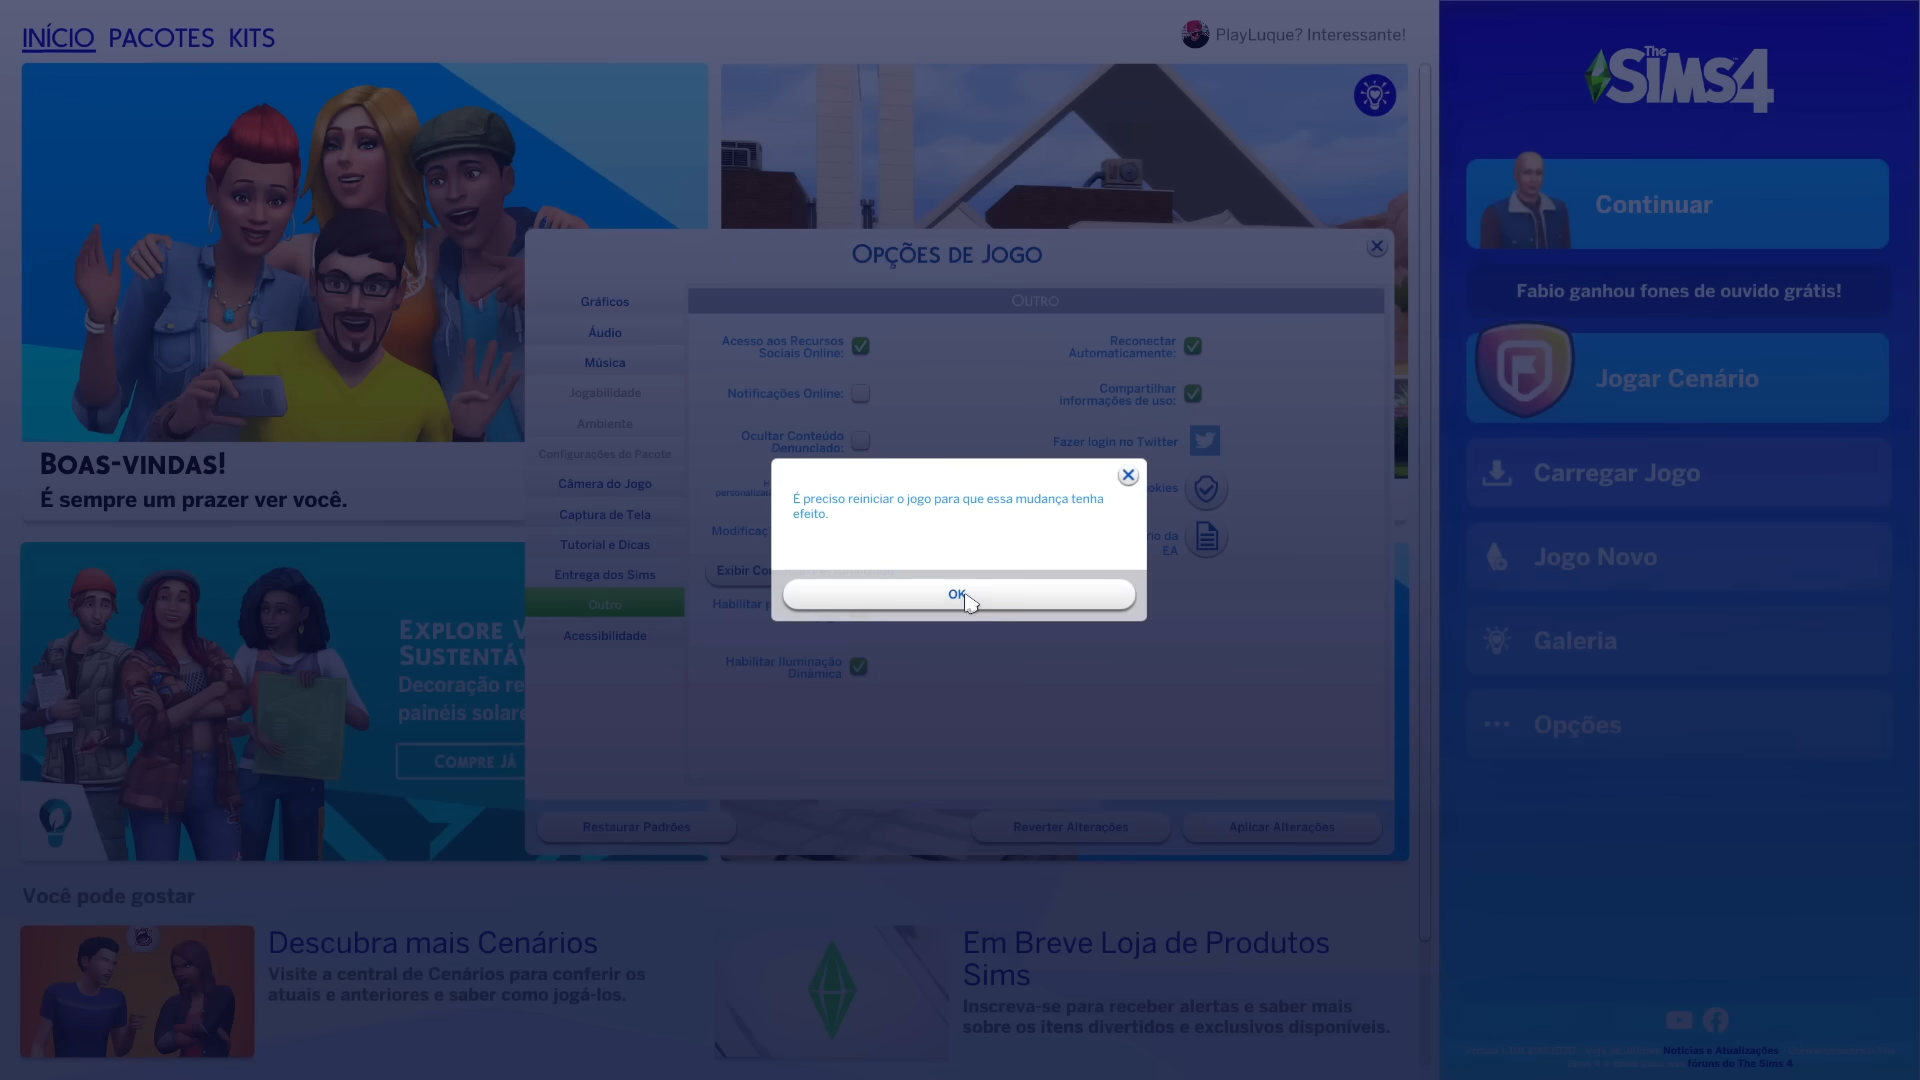 INÍCIO PACOTES KITS
PlayLuque? Interessante!
The
SIMS 4
Continuar
Fabio ganhou fones de ouvido grátis!
Jogar Cenário
Carregar Jogo
Jogo Novo
Galeria
Opções
BOAS-VINDAS!
É sempre um prazer ver você.
OPÇÕES DE JOGO
Gráficos
Áudio
Música
Jogabilidade
Ambiente
Configurações do Pacote
Câmera do Jogo
Captura de Tela
Tutorial e Dicas
Entrega dos Sims
Outro
Acessibilidade
OUTRO
Acesso aos Recursos
Sociais Online:
Notificações Online:
Ocultar Conteúdo
Denunciado:
Exibir
Habilitar
Habilitar Iluminação
Dinâmica
Reconectar
Automaticamente:
Compartilhar
informações de uso:
Fazer login no Twitter
EA
É preciso reiniciar o jogo para que essa mudança tenha
efeito.
OK
Restaurar Padrões
Reverter Alterações
Aplicar Alterações
EXPLORE
Decoração
COMPRE JÁ
Você pode gostar
Descubra mais Cenários
Visite a central de Cenários para conferir os
atuais e anteriores e saber como jogá-los.
Em Breve Loja de Produtos
Sims
Inscreva-se para receber alertas e saber mais
sobre os itens divertidos e exclusivos disponíveis.
Notícias e Atualizações
fóruns do The Sims 4